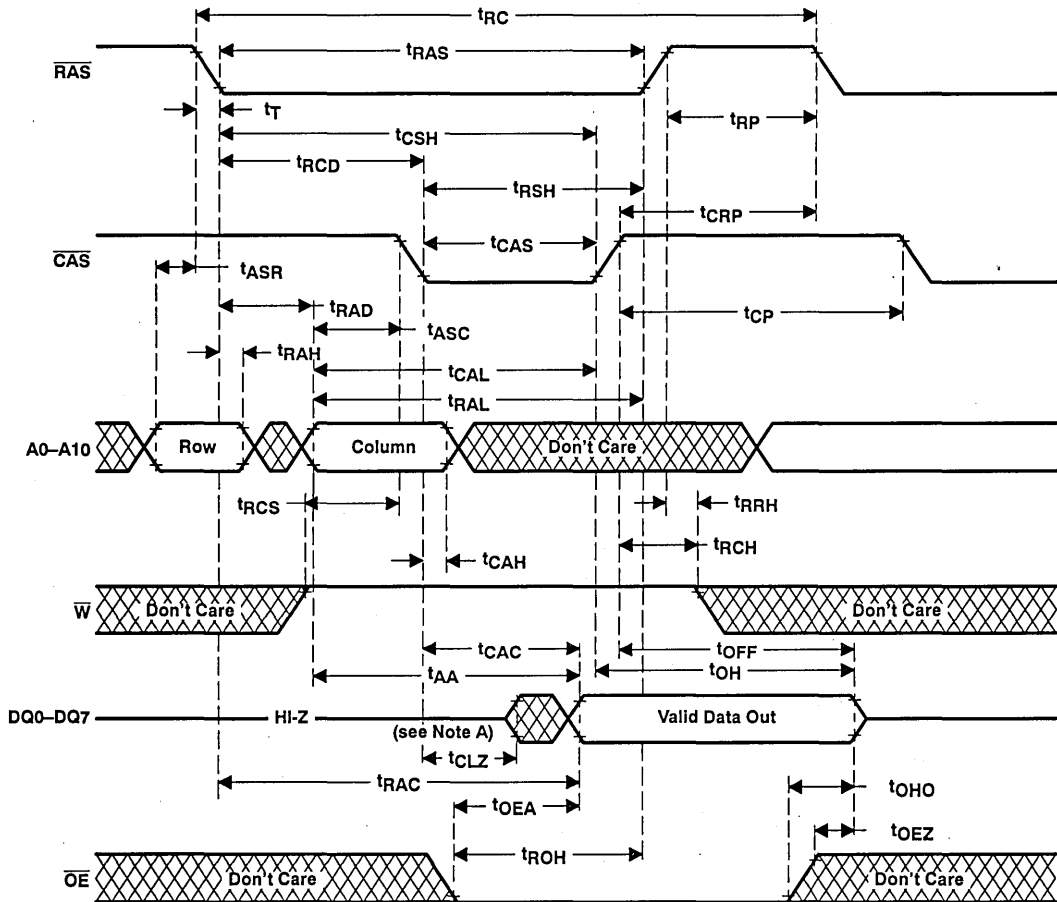 tRC
tRAS
RAS
tT
tRP
tCSH
tRCD
tRSH
tCRP
tCAS
CAS
tASR
tRAD
tCP
tASC
tRAH
tCAL
tRAL
A0–A10 Row Column Don't Care
tRCS
tRRH
tRCH
tCAH
W Don't Care Don't Care
tCAC
tOFF
tAA
tOH
DQ0–DQ7 HI-Z Valid Data Out
(see Note A)
tCLZ
tRAC
tOHO
tOEA
tOEZ
tROH
OE Don't Care Don't Care